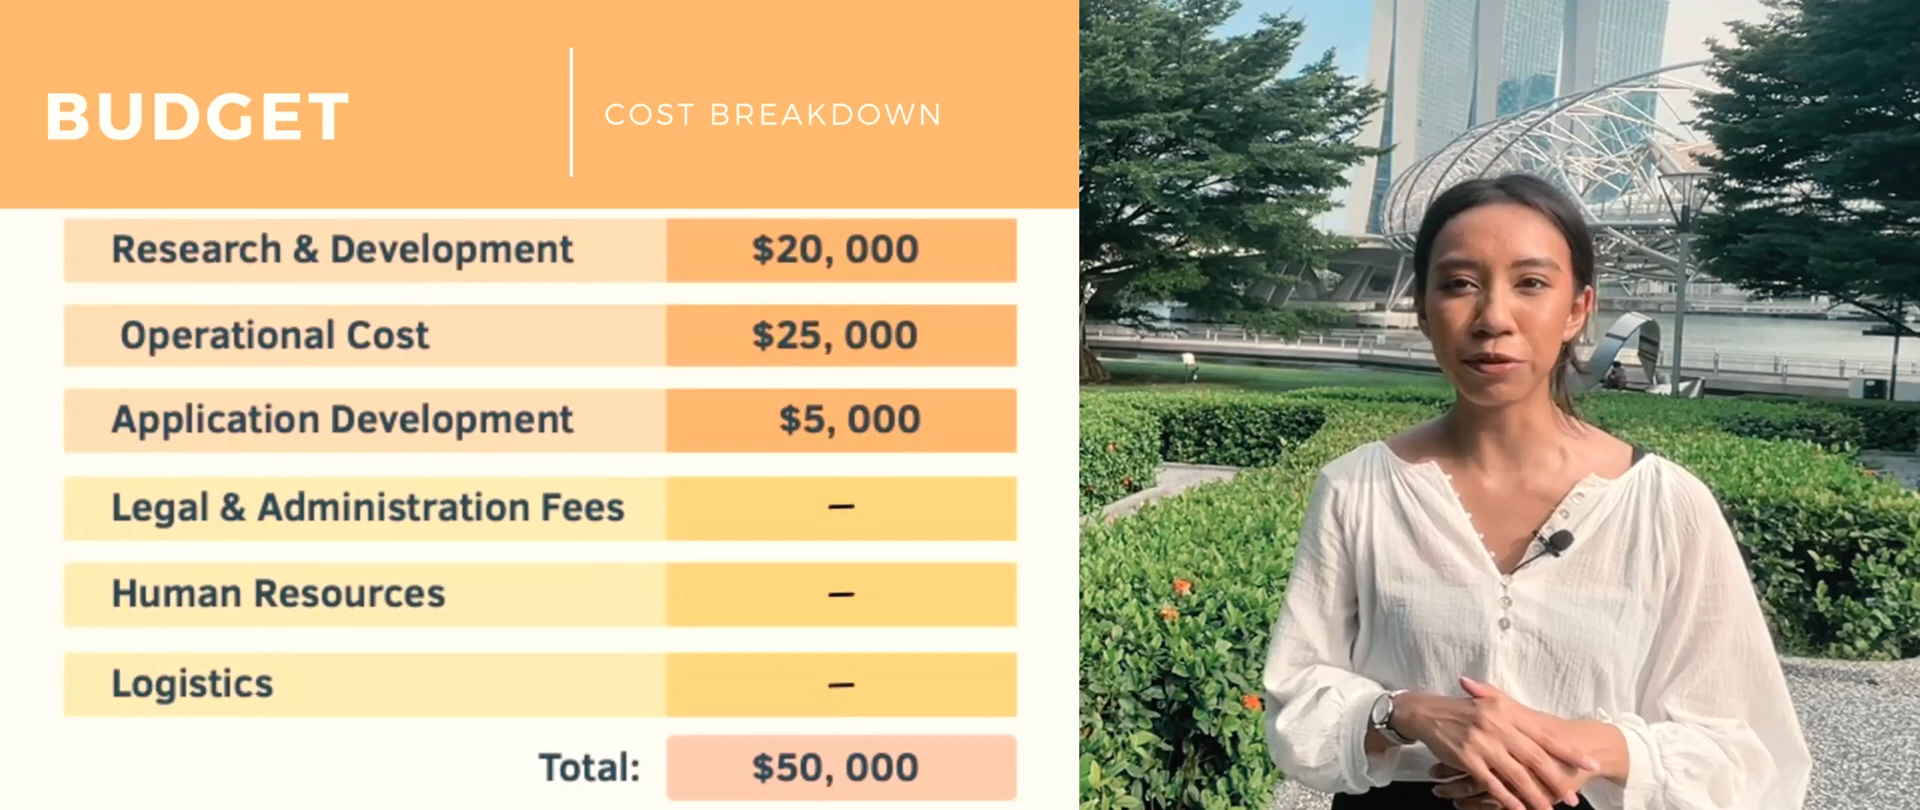 BUDGET
COST BREAKDOWN
Research & Development $20, 000
Operational Cost $25, 000
Application Development $5, 000
Legal & Administration Fees –
Human Resources –
Logistics –
Total: $50, 000